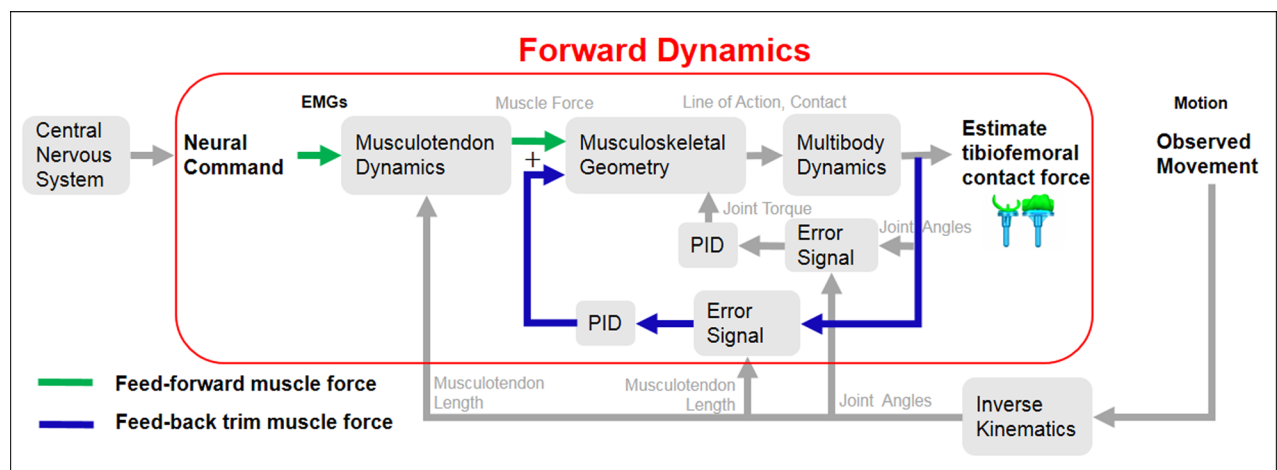 Forward Dynamics
EMGs
Muscle Force
Line of Action, Contact
Motion
Central
Nervous
System
Neural
Command
Musculotendon
Dynamics
+
Musculoskeletal
Geometry
Multibody
Dynamics
Estimate
tibiofemoral
contact force
Observed
Movement
Joint Torque
PID
Error
Signal
Joint Angles
PID
Error
Signal
Feed-forward muscle force
Feed-back trim muscle force
Musculotendon
Length
Musculotendon
Length
Joint Angles
Inverse
Kinematics